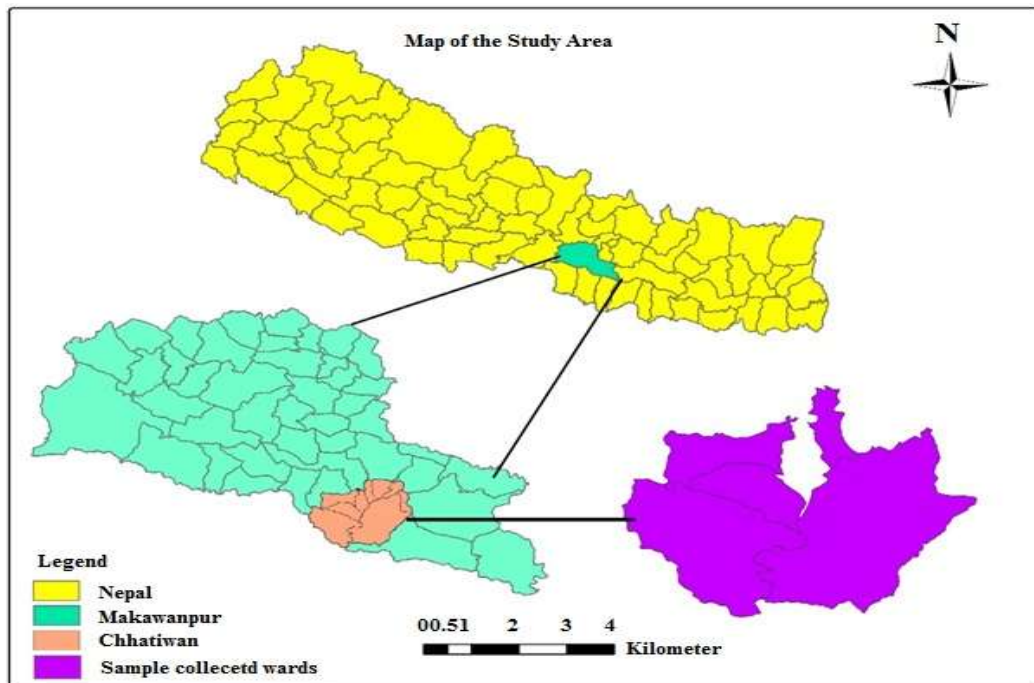 Map of the Study Area
N
Legend
Nepal
Makawanpur
Chhatiwan
Sample collecetd wards
00.51 2 3 4
Kilometer